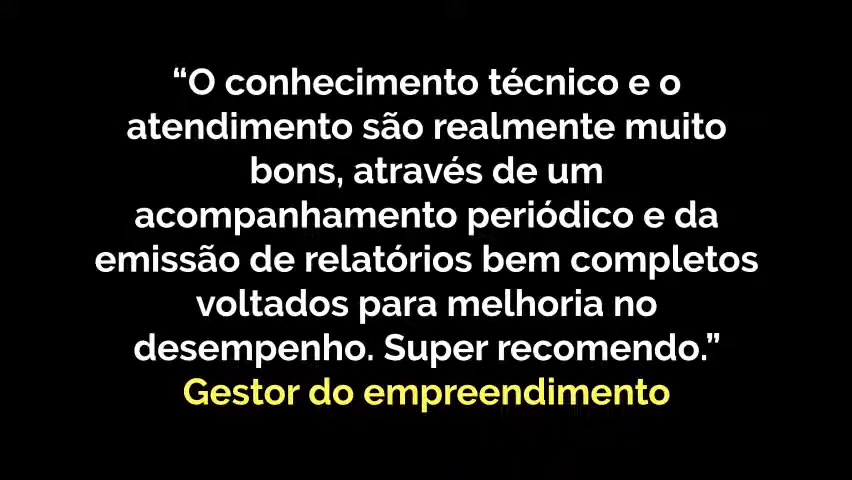 “O conhecimento técnico e o
atendimento são realmente muito
bons, através de um
acompanhamento periódico e da
emissão de relatórios bem completos
voltados para melhoria no
desempenho. Super recomendo.”
Gestor do empreendimento